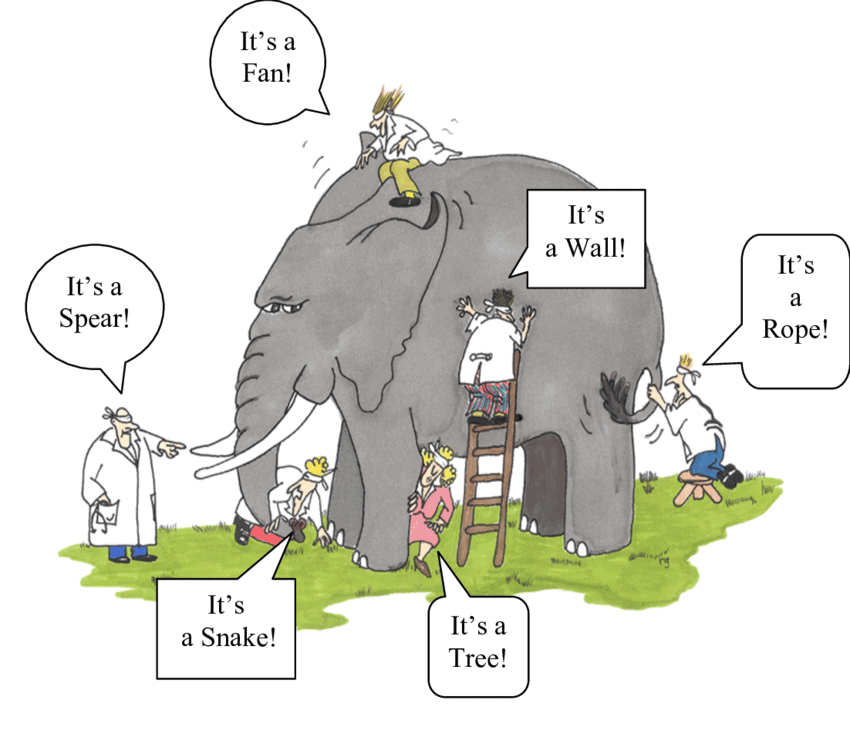 It’s a
Fan!
It’s
a Wall!
It’s
a
Rope!
It’s a
Spear!
It’s
a Snake!
It’s a
Tree!